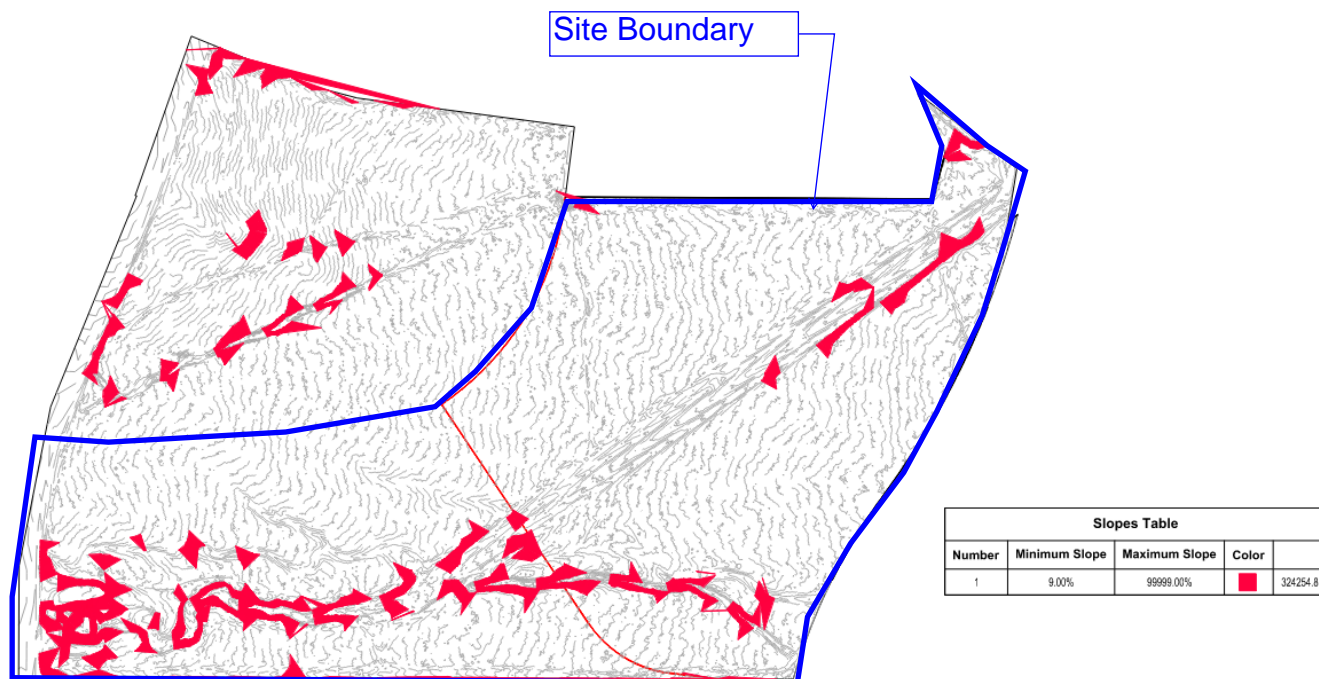 Site Boundary
Slopes Table
Number Minimum Slope Maximum Slope Color
1 9.00% 99999.00% 324254.8